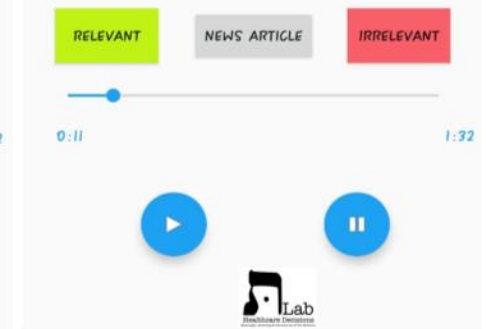 RELEVANT NEWS ARTICLE IRRELEVANT
0:11 1:32
Lab
Healthcare Decisions